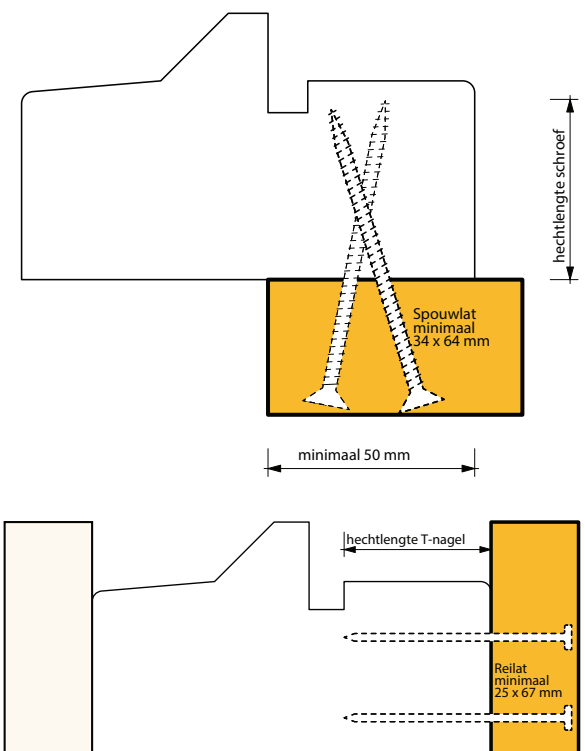 hechtlengte schroef
Spouwlat
minimaal
34 x 64 mm
minimaal 50 mm
hechtlengte T-nagel
Reilat
minimaal
25 x 67 mm